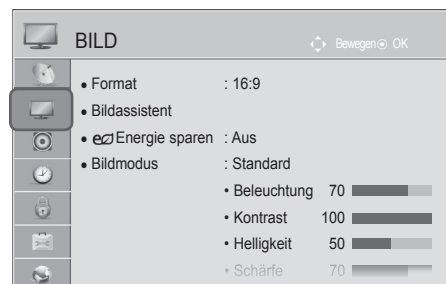 BILD
Bewegen OK
• Format : 16:9
• Bildassistent
• Energie sparen : Aus
• Bildmodus : Standard
• Beleuchtung 70
• Kontrast 100
• Helligkeit 50
• Schärfe 70